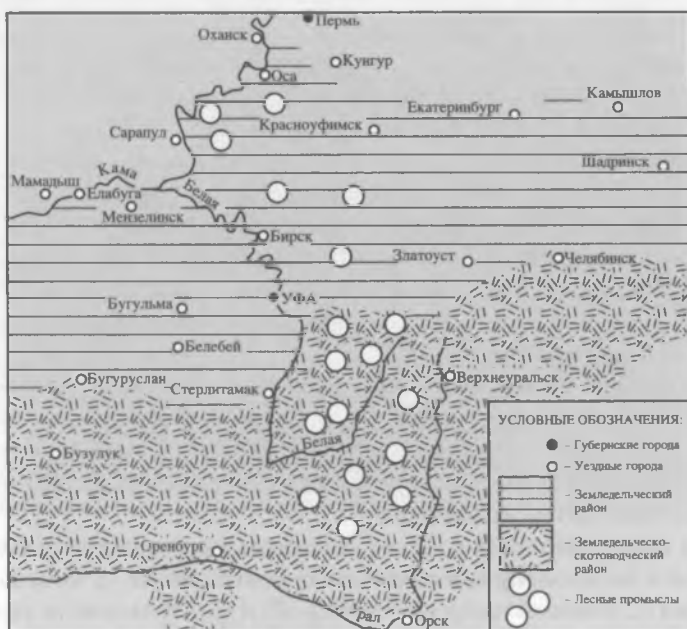 Пермь
Оханск
Кунгур
Оса
Камышлов
Екатеринбург
Красноуфимск
Сарапул
Шадринск
Кама
Мамадыш
Елабуга
Белая
Мензелинск
Бирск
Златоуст
Челябинск
УФА
Бугульма
Белебей
Бугуруслан
Стерлитамак
Верхнеуральск
Белая
Бузулук
Оренбург
рал
Орск
УСЛОВНЫЕ ОБОЗНАЧЕНИЯ:
– Губернские города
– Уездные города
– Земледельческий
район
– Земледельческо-
скотоводческий
район
– Лесные промыслы